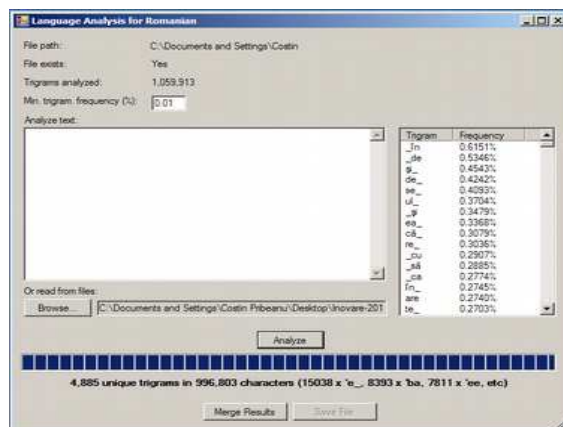 Language Analysis for Romanian
File path: C:\Documents and Settings\Costin
File exists: Yes
Trigrams analyzed: 1,059,913
Min. trigram. frequency (%): 0.01
Analyze text:
Trigram Frequency
_în 0.6151%
_de 0.5346%
și_ 0.4543%
de_ 0.4242%
se_ 0.4093%
ul_ 0.3704%
_și 0.3479%
ea_ 0.3368%
că_ 0.3079%
re_ 0.3036%
_cu 0.2907%
_să 0.2885%
_ca 0.2774%
în_ 0.2745%
are 0.2740%
te_ 0.2703%
Or read from files:
Browse... C:\Documents and Settings\Costin Pribeanu\Desktop\Inovare-201
Analyze
4,885 unique trigrams in 996,803 characters (15038 x 'e_, 8393 x 'ba, 7811 x 'ee, etc)
Merge Results Save File